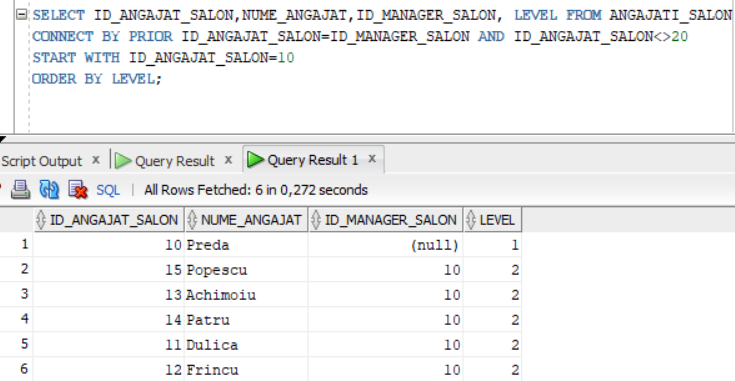 SELECT ID_ANGAJAT_SALON,NUME_ANGAJAT,ID_MANAGER_SALON, LEVEL FROM ANGAJATI_SALON
CONNECT BY PRIOR ID_ANGAJAT_SALON=ID_MANAGER_SALON AND ID_ANGAJAT_SALON<>20
START WITH ID_ANGAJAT_SALON=10
ORDER BY LEVEL;
Script Output x Query Result x Query Result 1 x
SQL | All Rows Fetched: 6 in 0,272 seconds
ID_ANGAJAT_SALON NUME_ANGAJAT ID_MANAGER_SALON LEVEL
1 10 Preda (null) 1
2 15 Popescu 10 2
3 13 Achimoiu 10 2
4 14 Patru 10 2
5 11 Dulica 10 2
6 12 Frincu 10 2